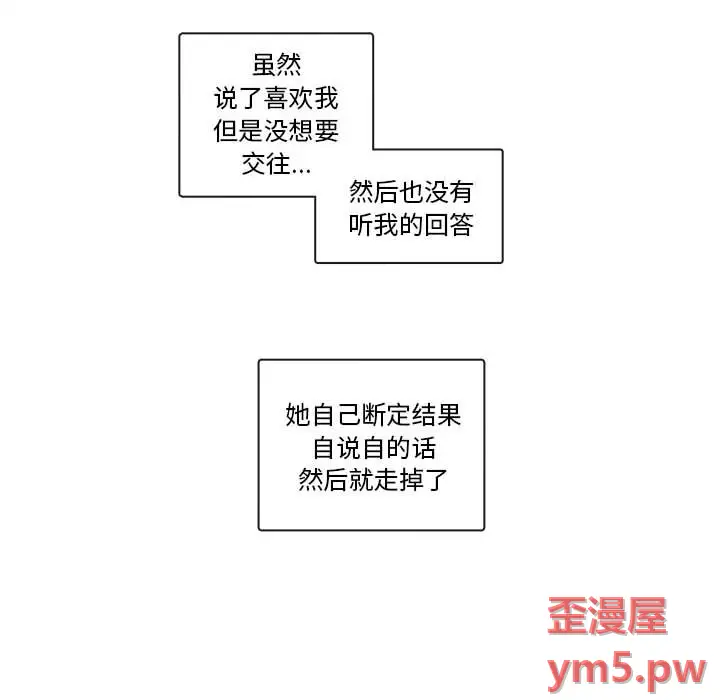 虽然
说了喜欢我
但是没想要
交往...
然后也没有
听我的回答
她自己断定结果
自说自的话
然后就走掉了
歪漫屋
ym5.pw